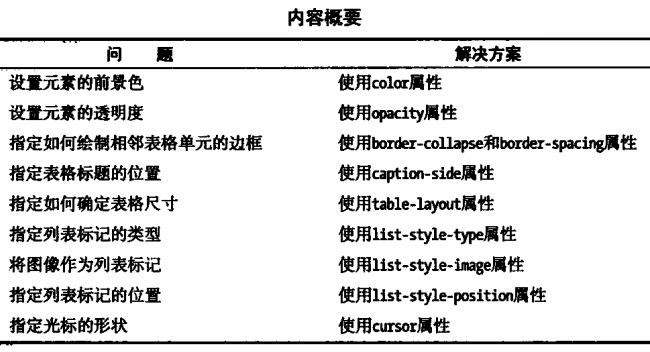 内容概要
问 题 解决方案
设置元素的前景色 使用color属性
设置元素的透明度 使用opacity属性
指定如何绘制相邻表格单元的边框 使用border-collapse和border-spacing属性
指定表格标题的位置 使用caption-side属性
指定如何确定表格尺寸 使用table-layout属性
指定列表标记的类型 使用list-style-type属性
将图像作为列表标记 使用list-style-image属性
指定列表标记的位置 使用list-style-position属性
指定光标的形状 使用cursor属性